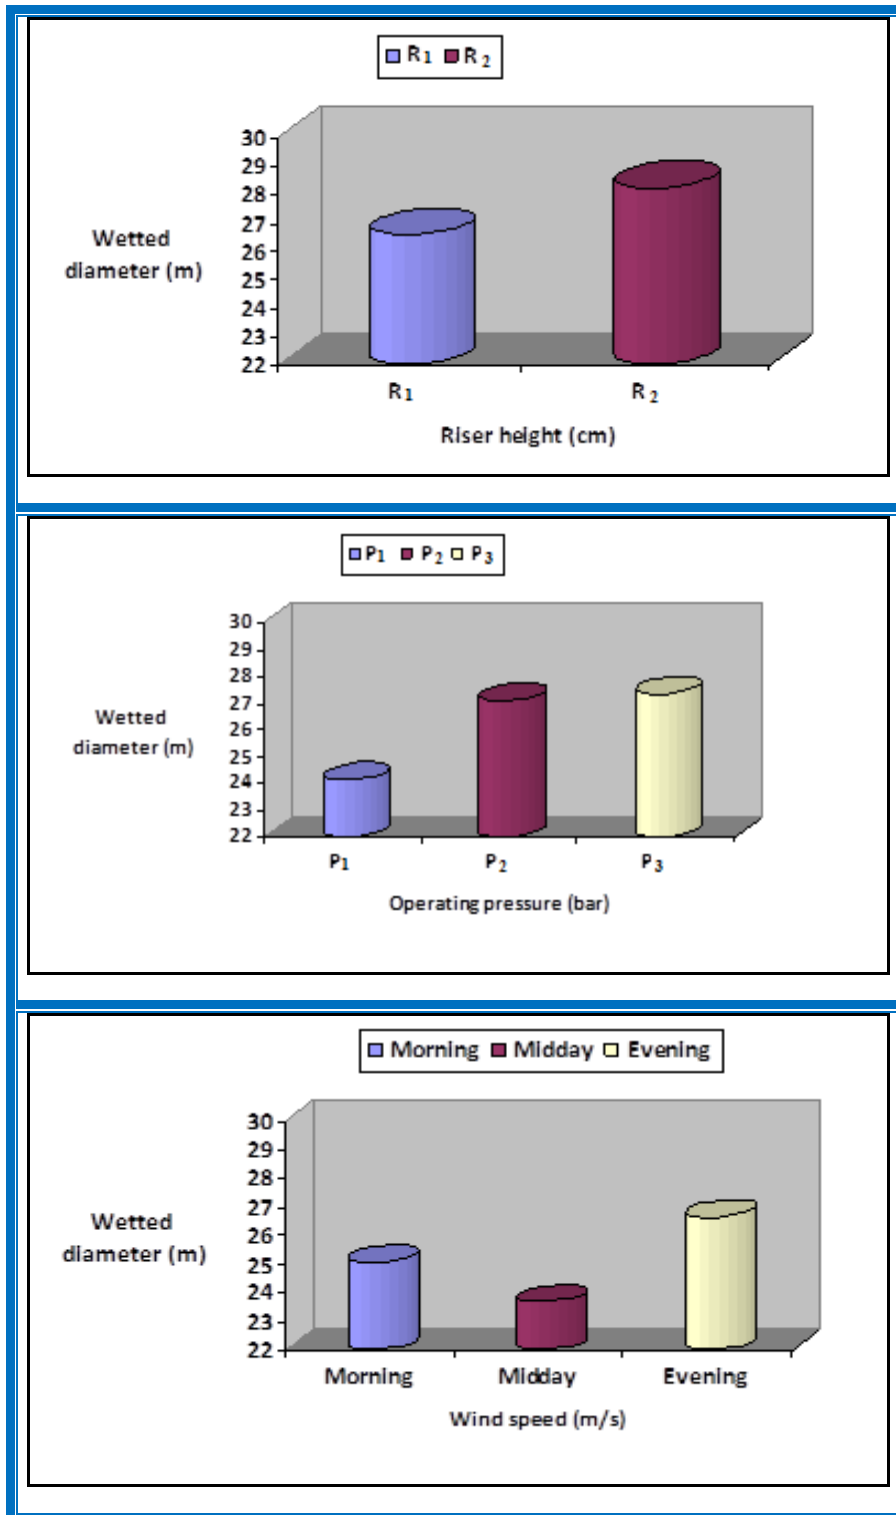 R₁ R₂
30
29
28
27
26
25
24
23
22
Wetted
diameter (m)
R₁ R₂
Riser height (cm)
P₁ P₂ P₃
30
29
28
27
26
25
24
23
22
Wetted
diameter (m)
P₁ P₂ P₃
Operating pressure (bar)
Morning Midday Evening
30
29
28
27
26
25
24
23
22
Wetted
diameter (m)
Morning Midday Evening
Wind speed (m/s)